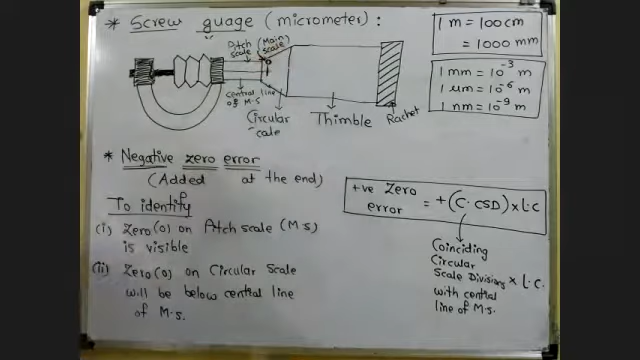 * Screw guage (micrometer) :
Pitch (Main)
scale scale
central line
of M.S
Circular
scale
Thimble
Rachet
1 m = 100 cm
= 1000 mm
1 mm = 10⁻³ m
1 μm = 10⁻⁶ m
1 nm = 10⁻⁹ m
* Negative zero error
(Added at the end)
To identify
(i) Zero(0) on Pitch scale (M.S)
is visible
(ii) Zero(0) on Circular Scale
will be below central line
of M.S.
+ve Zero error = +(C.CSD) × L.C
Coinciding
Circular
Scale Divisions × L.C.
with central
line of M.S.